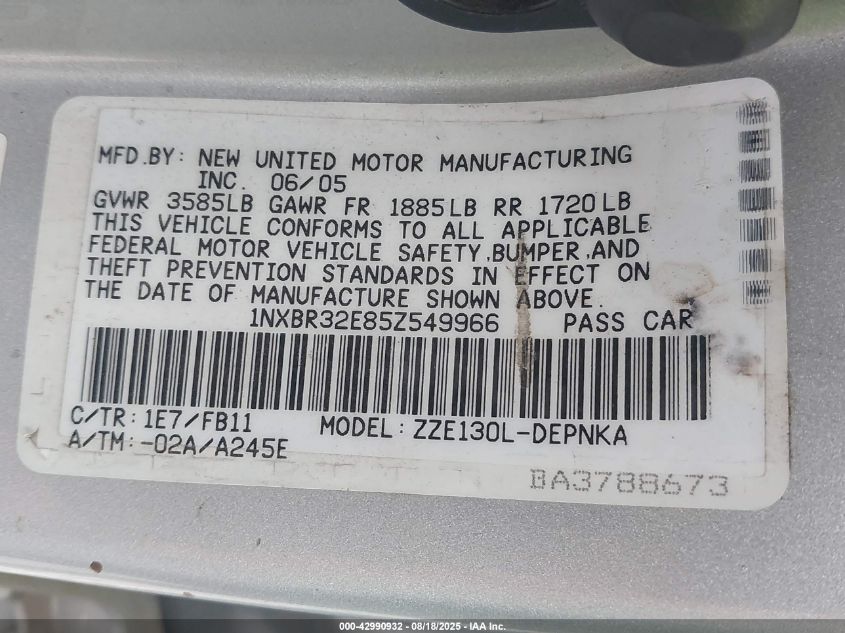 MFD.BY: NEW UNITED MOTOR MANUFACTURING
INC. 06/05
GVWR 3585LB GAWR FR 1885LB RR 1720LB
THIS VEHICLE CONFORMS TO ALL APPLICABLE
FEDERAL MOTOR VEHICLE SAFETY,BUMPER,AND
THEFT PREVENTION STANDARDS IN EFFECT ON
THE DATE OF MANUFACTURE SHOWN ABOVE.
1NXBR32E85Z549966 PASS CAR
C/TR: 1E7/FB11 MODEL: ZZE130L-DEPNKA
A/TM:-02A/A245E
BA3788673
000-42990932 - 08/18/2025 - IAA Inc.